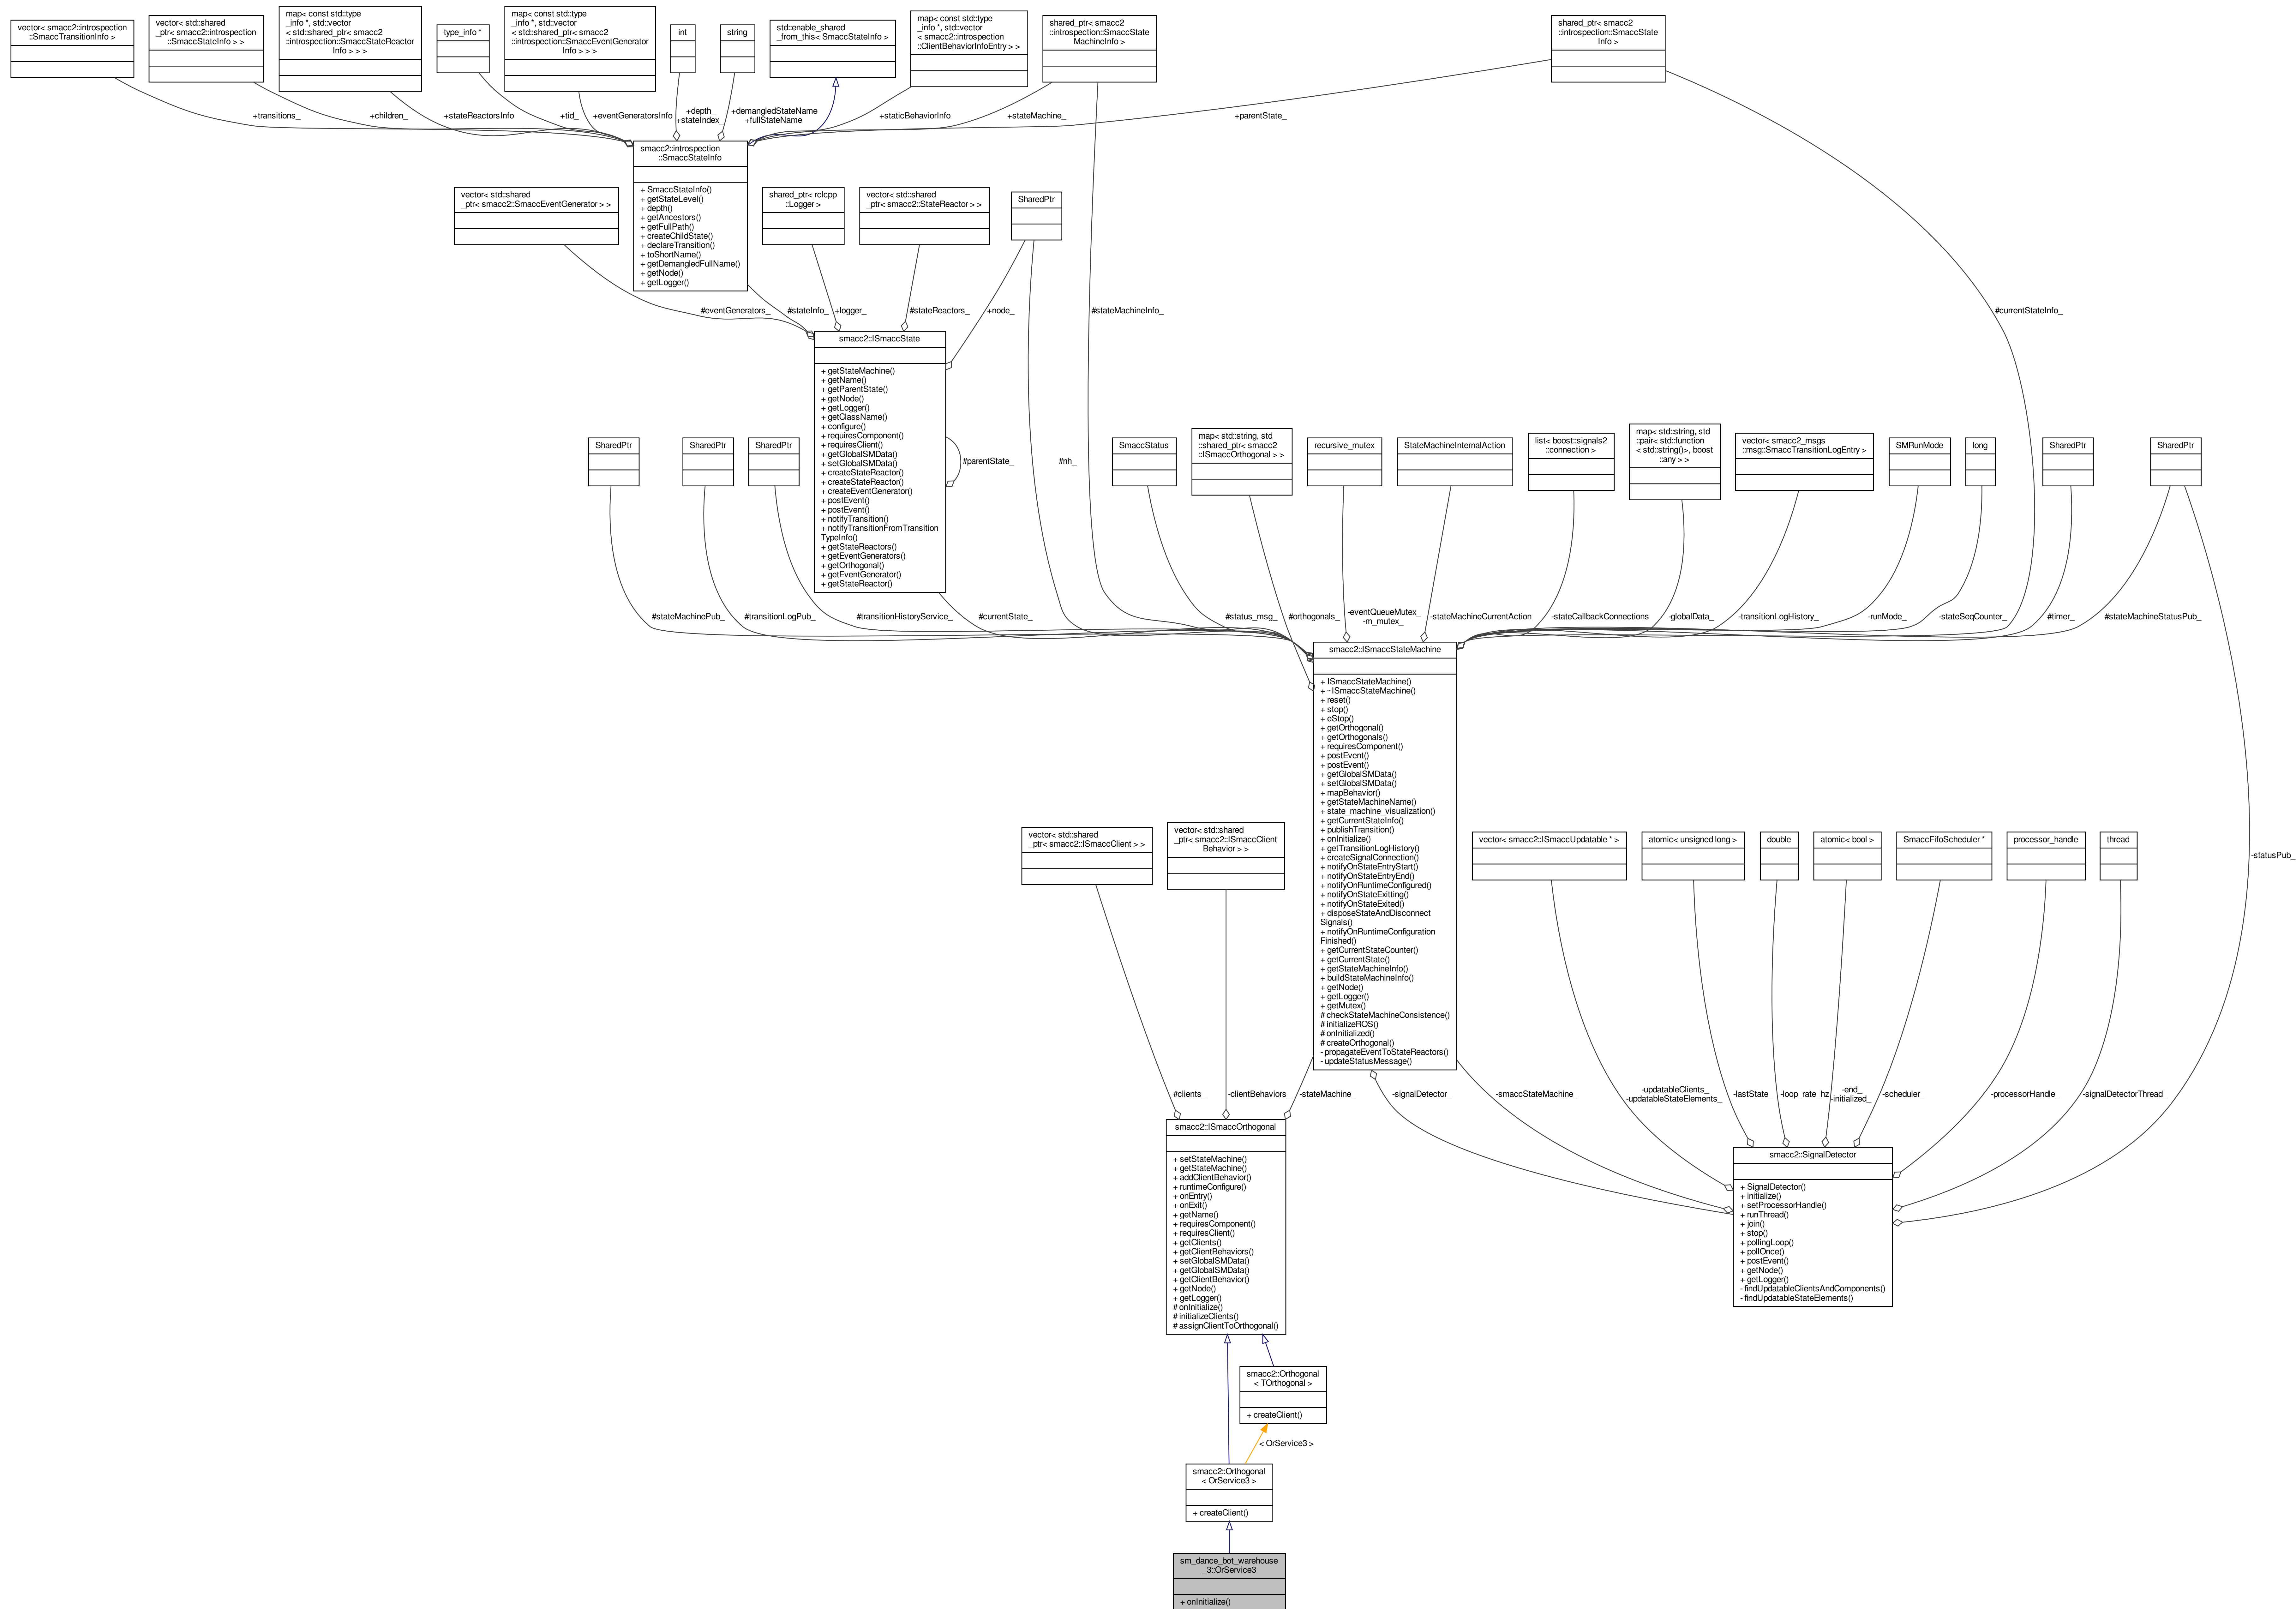 vector< smacc2::introspection
::SmaccTransitionInfo >
vector< std::shared
_ptr< smacc2::introspection
::SmaccStateInfo > >
map< const std::type
_info *, std::vector
< std::shared_ptr< smacc2
::introspection::SmaccStateReactor
Info > > >
type_info *
map< const std::type
_info *, std::vector
< std::shared_ptr< smacc2
::introspection::SmaccEventGenerator
Info > > >
int
string
std::enable_shared
_from_this< SmaccStateInfo >
map< const std::type
_info *, std::vector
< smacc2::introspection
::ClientBehaviorInfoEntry > >
shared_ptr< smacc2
::introspection::SmaccState
MachineInfo >
shared_ptr< smacc2
::introspection::SmaccState
Info >
+transitions_
+children_
+stateReactorsInfo
+tid_
+eventGeneratorsInfo
+depth_
+stateIndex_
+demangledStateName
+fullStateName
+staticBehaviorInfo
+stateMachine_
+parentState_
smacc2::introspection
::SmaccStateInfo
+ SmaccStateInfo()
+ getStateLevel()
+ depth()
+ getAncestors()
+ getFullPath()
+ createChildState()
+ declareTransition()
+ toShortName()
+ getDemangledFullName()
+ getNode()
+ getLogger()
vector< std::shared
_ptr< smacc2::SmaccEventGenerator > >
shared_ptr< rclcpp
::Logger >
vector< std::shared
_ptr< smacc2::StateReactor > >
SharedPtr
#eventGenerators_
#stateInfo_
+logger_
#stateReactors_
+node_
#stateMachineInfo_
#currentStateInfo_
smacc2::ISmaccState
+ getStateMachine()
+ getName()
+ getParentState()
+ getNode()
+ getLogger()
+ getClassName()
+ configure()
+ requiresComponent()
+ requiresClient()
+ getGlobalSMData()
+ setGlobalSMData()
+ createStateReactor()
+ createStateReactor()
+ createEventGenerator()
+ postEvent()
+ postEvent()
+ notifyTransition()
+ notifyTransitionFromTransition
TypeInfo()
+ getStateReactors()
+ getEventGenerators()
+ getOrthogonal()
+ getEventGenerator()
+ getStateReactor()
#parentState_
#nh_
SharedPtr
SharedPtr
SharedPtr
SmaccStatus
map< std::string, std
::shared_ptr< smacc2
::ISmaccOrthogonal > >
recursive_mutex
StateMachineInternalAction
list< boost::signals2
::connection >
map< std::string, std
::pair< std::function
< std::string()>, boost
::any > >
vector< smacc2_msgs
::msg::SmaccTransitionLogEntry >
SMRunMode
long
SharedPtr
SharedPtr
#stateMachinePub_
#transitionLogPub_
#transitionHistoryService_
#currentState_
#status_msg_
#orthogonals_
-eventQueueMutex_
-m_mutex_
-stateMachineCurrentAction
-stateCallbackConnections
-globalData_
-transitionLogHistory_
-runMode_
-stateSeqCounter_
#timer_
#stateMachineStatusPub_
smacc2::ISmaccStateMachine
+ ISmaccStateMachine()
+ ~ISmaccStateMachine()
+ reset()
+ stop()
+ eStop()
+ getOrthogonal()
+ getOrthogonals()
+ requiresComponent()
+ postEvent()
+ postEvent()
+ getGlobalSMData()
+ setGlobalSMData()
+ mapBehavior()
+ getStateMachineName()
+ state_machine_visualization()
+ getCurrentStateInfo()
+ publishTransition()
+ onInitialize()
+ getTransitionLogHistory()
+ createSignalConnection()
+ notifyOnStateEntryStart()
+ notifyOnStateEntryEnd()
+ notifyOnRuntimeConfigured()
+ notifyOnStateExitting()
+ notifyOnStateExited()
+ disposeStateAndDisconnect
Signals()
+ notifyOnRuntimeConfiguration
Finished()
+ getCurrentStateCounter()
+ getCurrentState()
+ getStateMachineInfo()
+ buildStateMachineInfo()
+ getNode()
+ getLogger()
+ getMutex()
# checkStateMachineConsistence()
# initializeROS()
# onInitialized()
# createOrthogonal()
- propagateEventToStateReactors()
- updateStatusMessage()
vector< std::shared
_ptr< smacc2::ISmaccClient > >
vector< std::shared
_ptr< smacc2::ISmaccClient
Behavior > >
vector< smacc2::ISmaccUpdatable * >
atomic< unsigned long >
double
atomic< bool >
SmaccFifoScheduler *
processor_handle
thread
-statusPub_
#clients_
-clientBehaviors_
-stateMachine_
-signalDetector_
-smaccStateMachine_
-updatableClients_
-updatableStateElements_
-lastState_
-loop_rate_hz
-end_
-initialized_
-scheduler_
-processorHandle_
-signalDetectorThread_
smacc2::ISmaccOrthogonal
+ setStateMachine()
+ getStateMachine()
+ addClientBehavior()
+ runtimeConfigure()
+ onEntry()
+ onExit()
+ getName()
+ requiresComponent()
+ requiresClient()
+ getClients()
+ getClientBehaviors()
+ setGlobalSMData()
+ getGlobalSMData()
+ getClientBehavior()
+ getNode()
+ getLogger()
# onInitialize()
# initializeClients()
# assignClientToOrthogonal()
smacc2::SignalDetector
+ SignalDetector()
+ initialize()
+ setProcessorHandle()
+ runThread()
+ join()
+ stop()
+ pollingLoop()
+ pollOnce()
+ postEvent()
+ getNode()
+ getLogger()
- findUpdatableClientsAndComponents()
- findUpdatableStateElements()
smacc2::Orthogonal
< TOrthogonal >
+ createClient()
< OrService3 >
smacc2::Orthogonal
< OrService3 >
+ createClient()
sm_dance_bot_warehouse
_3::OrService3
+ onInitialize()